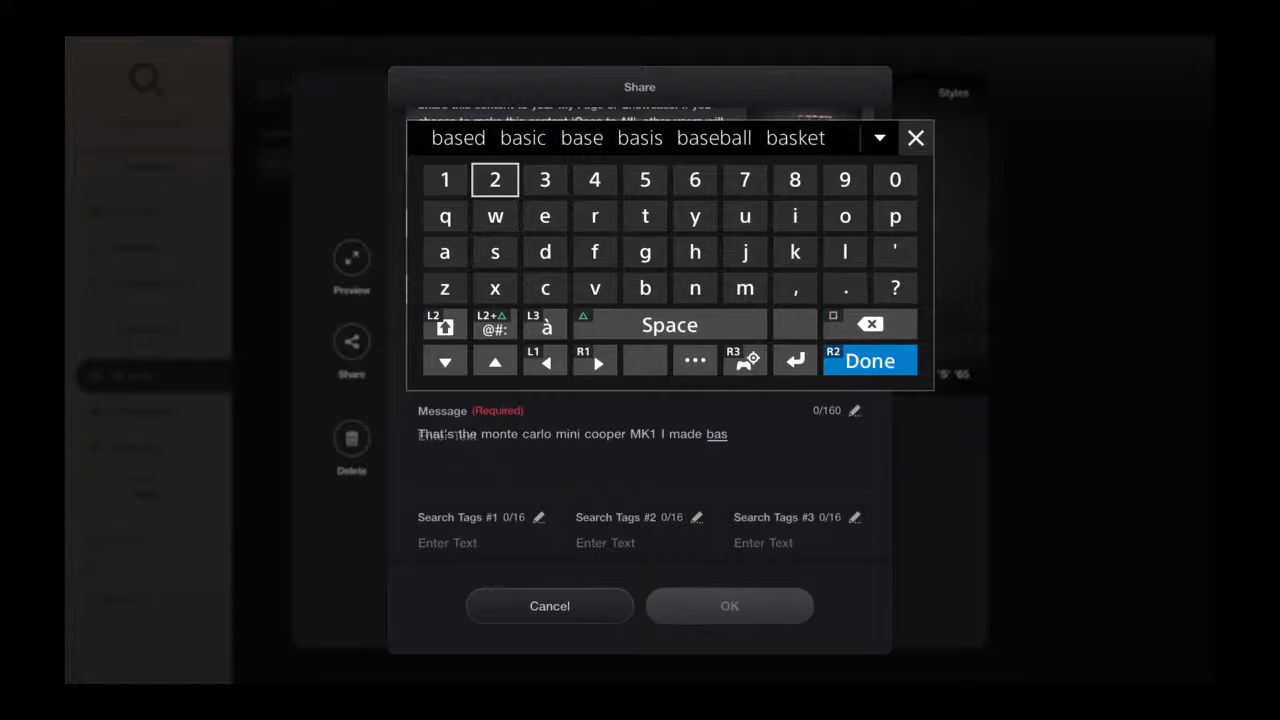 Share
Styles
based basic base basis baseball basket
1 2 3 4 5 6 7 8 9 0
q w e r t y u i o p
a s d f g h j k l '
z x c v b n m , . ?
L2 L2+△ @#: L3 à △ Space □
L1 R1 ... R3 R2 Done
Preview
Share
Delete
'S' '65
Message (Required) 0/160
Enter Text
That's the monte carlo mini cooper MK1 I made bas
Search Tags #1 0/16 Search Tags #2 0/16 Search Tags #3 0/16
Enter Text Enter Text Enter Text
Cancel OK